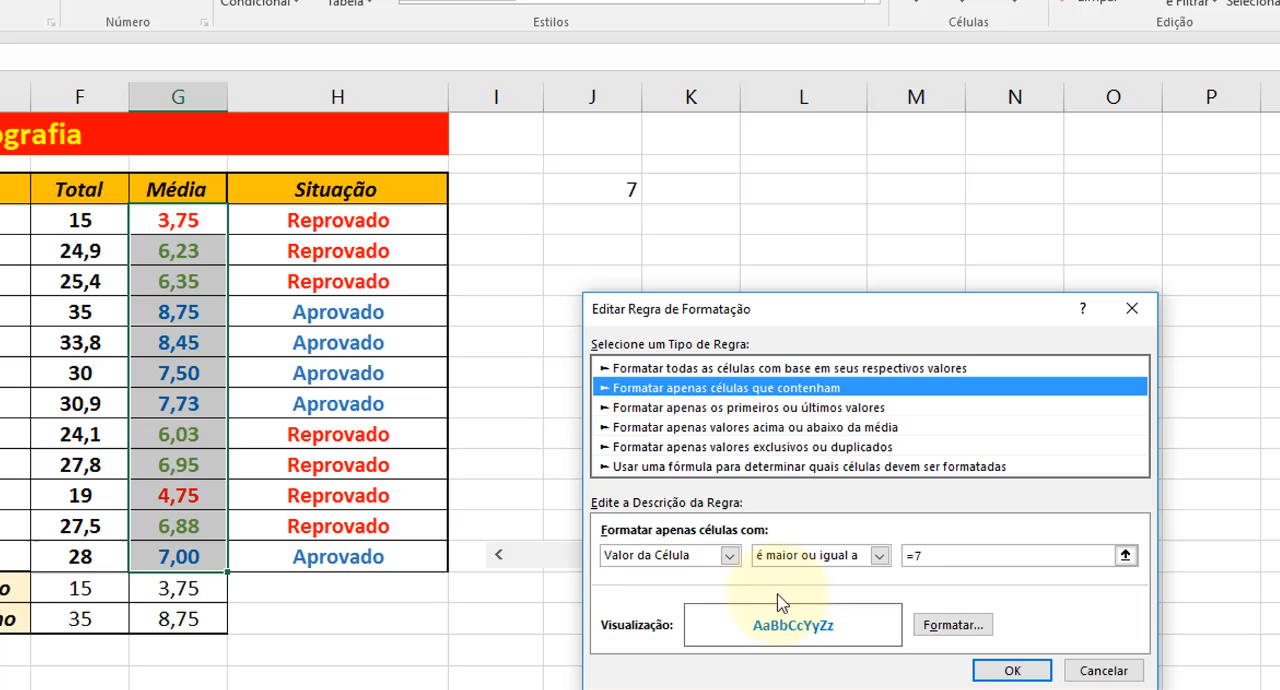 Condicional Tabela Limpar e Filtrar
Número Estilos Células Edição
F G H I J K L M N O P
ografia
Total Média Situação 7
15 3,75 Reprovado
24,9 6,23 Reprovado
25,4 6,35 Reprovado
35 8,75 Aprovado
33,8 8,45 Aprovado
30 7,50 Aprovado
30,9 7,73 Aprovado
24,1 6,03 Reprovado
27,8 6,95 Reprovado
19 4,75 Reprovado
27,5 6,88 Reprovado
28 7,00 Aprovado
o 15 3,75
no 35 8,75
Editar Regra de Formatação
Selecione um Tipo de Regra:
► Formatar todas as células com base em seus respectivos valores
► Formatar apenas células que contenham
► Formatar apenas os primeiros ou últimos valores
► Formatar apenas valores acima ou abaixo da média
► Formatar apenas valores exclusivos ou duplicados
► Usar uma fórmula para determinar quais células devem ser formatadas
Edite a Descrição da Regra:
Formatar apenas células com:
Valor da Célula é maior ou igual a =7
Visualização: AaBbCcYyZz Formatar...
OK Cancelar